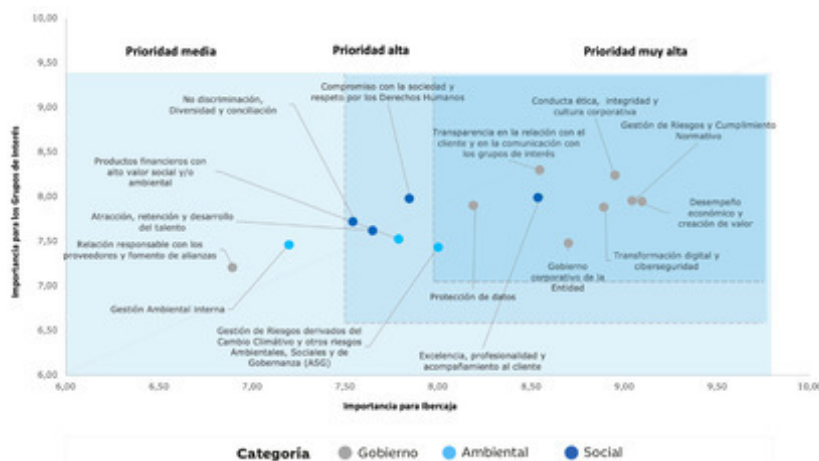 10,00
Prioridad media
Prioridad alta
Prioridad muy alta
9,50
No discriminación,
Diversidad y conciliación
Compromiso con la sociedad y
respeto por los Derechos Humanos
Conducta ética, integridad y
cultura corporativa
9,00
Transparencia en la relación con el
cliente y en la comunicación con
los grupos de interés
Gestión de Riesgos y Cumplimiento
Normativo
8,50
Productos financieros con
alto valor social y/o
ambiental
8,00
Desempeño
económico y
creación de valor
Atracción, retención y desarrollo
del talento
7,50
Relación responsable con los
proveedores y fomento de alianzas
Gobierno
corporativo de la
Entidad
Transformación digital y
ciberseguridad
7,00
Protección de datos
Gestión Ambiental interna
6,50
Gestión de Riesgos derivados del
Cambio Climático y otros riesgos
Ambientales, Sociales y de
Gobernanza (ASG)
Excelencia, profesionalidad y
acompañamiento al cliente
6,00
Importancia para los Grupos de Interés
6,00
7,00
7,50
8,00
8,50
9,00
9,50
10,00
Importancia para Ibercaja
Categoría
Gobierno
Ambiental
Social